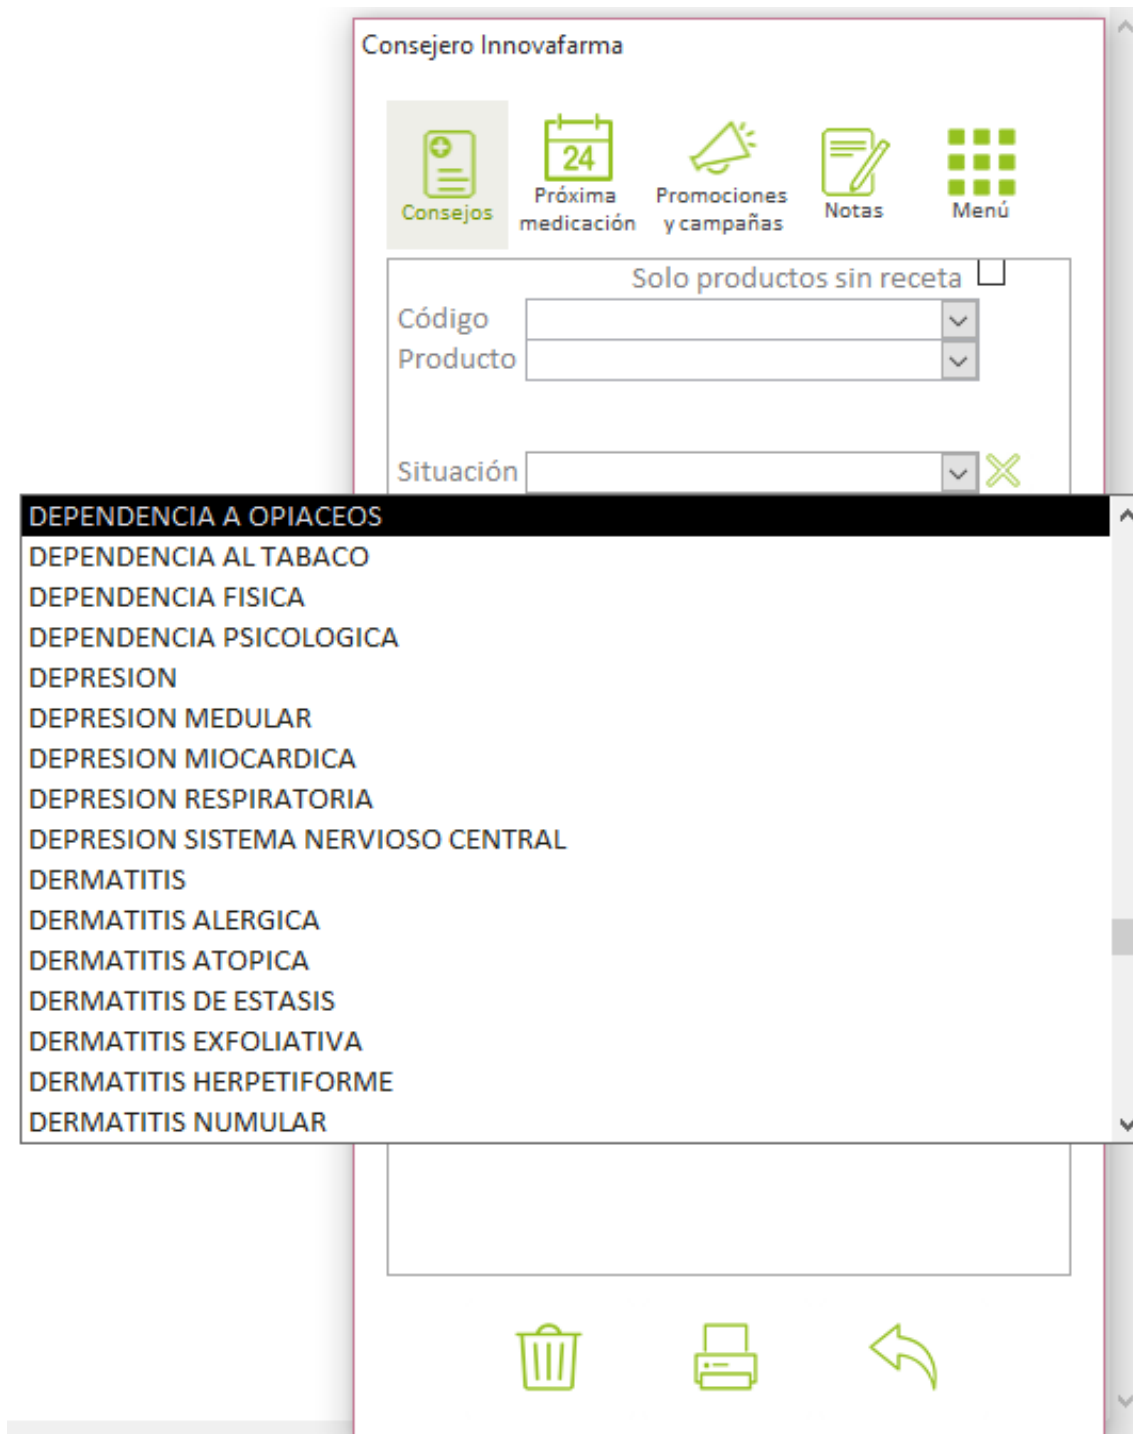 Consejero Innovafarma
24
Consejos
Próxima medicación
Promociones y campañas
Notas
Menú
Solo productos sin receta
Código
Producto
Situación
DEPENDENCIA A OPIACEOS
DEPENDENCIA AL TABACO
DEPENDENCIA FISICA
DEPENDENCIA PSICOLOGICA
DEPRESION
DEPRESION MEDULAR
DEPRESION MIOCARDICA
DEPRESION RESPIRATORIA
DEPRESION SISTEMA NERVIOSO CENTRAL
DERMATITIS
DERMATITIS ALERGICA
DERMATITIS ATOPICA
DERMATITIS DE ESTASIS
DERMATITIS EXFOLIATIVA
DERMATITIS HERPETIFORME
DERMATITIS NUMULAR